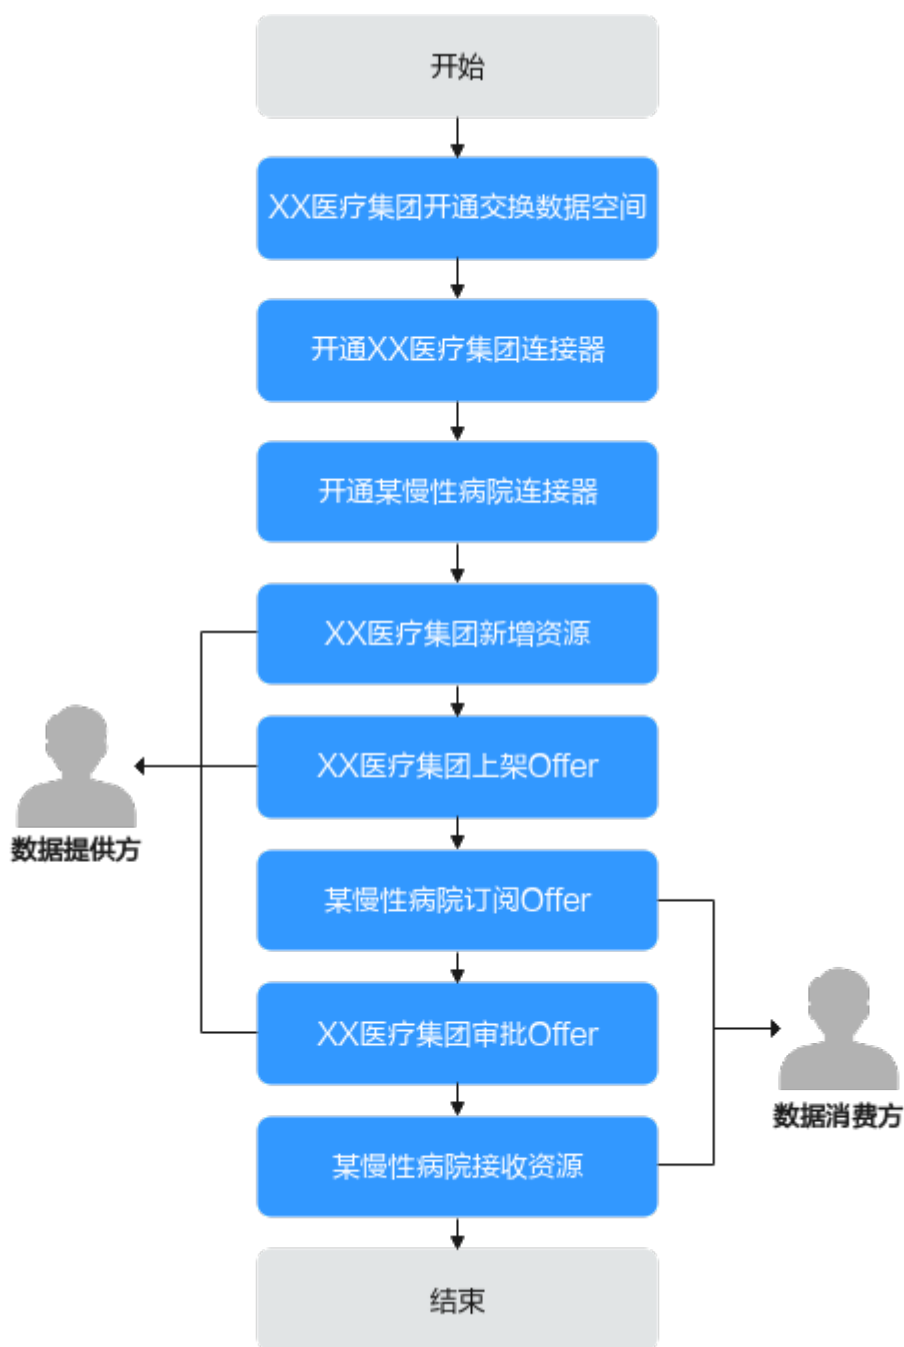 开始
XX医疗集团开通交换数据空间
开通XX医疗集团连接器
开通某慢性病院连接器
XX医疗集团新增资源
XX医疗集团上架Offer
数据提供方
某慢性病院订阅Offer
XX医疗集团审批Offer
数据消费方
某慢性病院接收资源
结束